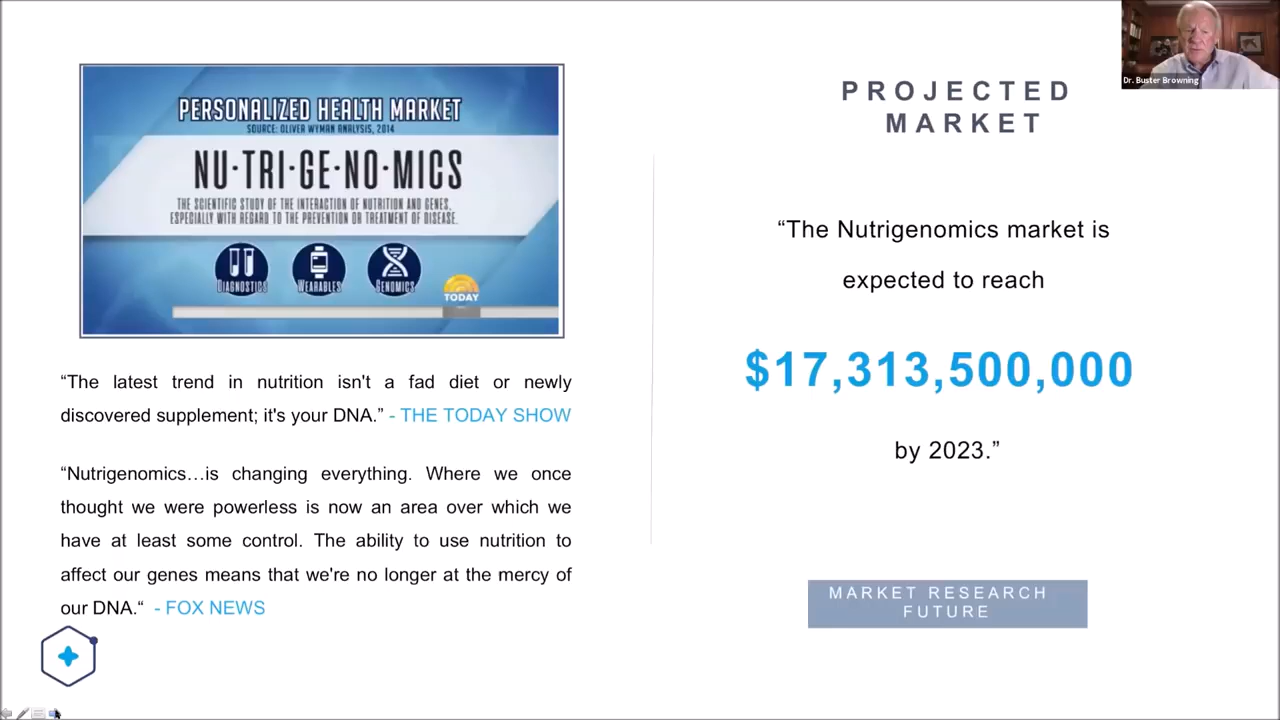 Dr. Buster Browning
PERSONALIZED HEALTH MARKET
SOURCE: OLIVER WYMAN ANALYSIS, 2014
NU·TRI·GE·NO·MICS
THE SCIENTIFIC STUDY OF THE INTERACTION OF NUTRITION AND GENES,
ESPECIALLY WITH REGARD TO THE PREVENTION OR TREATMENT OF DISEASE.
DIAGNOSTICS
WEARABLES
GENOMICS
TODAY
“The latest trend in nutrition isn't a fad diet or newly
discovered supplement; it's your DNA.” - THE TODAY SHOW
“Nutrigenomics…is changing everything. Where we once
thought we were powerless is now an area over which we
have at least some control. The ability to use nutrition to
affect our genes means that we're no longer at the mercy of
our DNA.“ - FOX NEWS
PROJECTED
MARKET
“The Nutrigenomics market is
expected to reach
$17,313,500,000
by 2023.”
MARKET RESEARCH
FUTURE